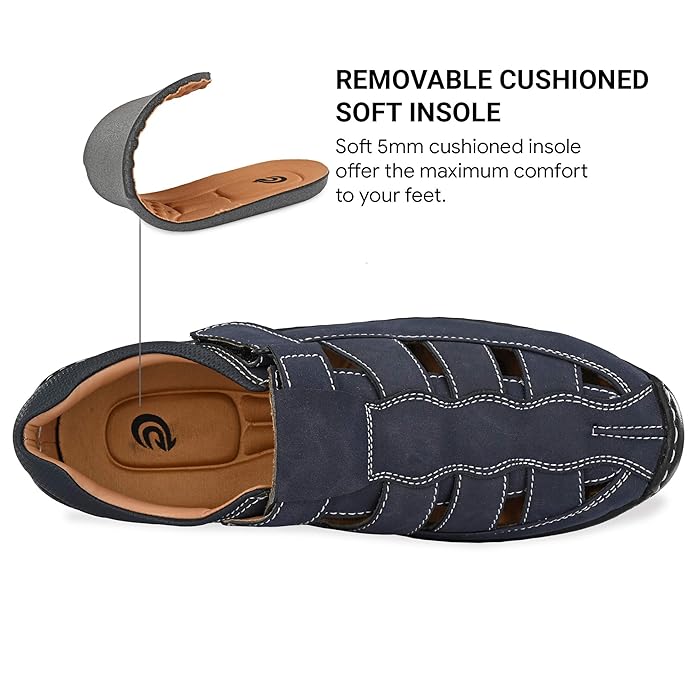 REMOVABLE CUSHIONED
SOFT INSOLE
Soft 5mm cushioned insole
offer the maximum comfort
to your feet.